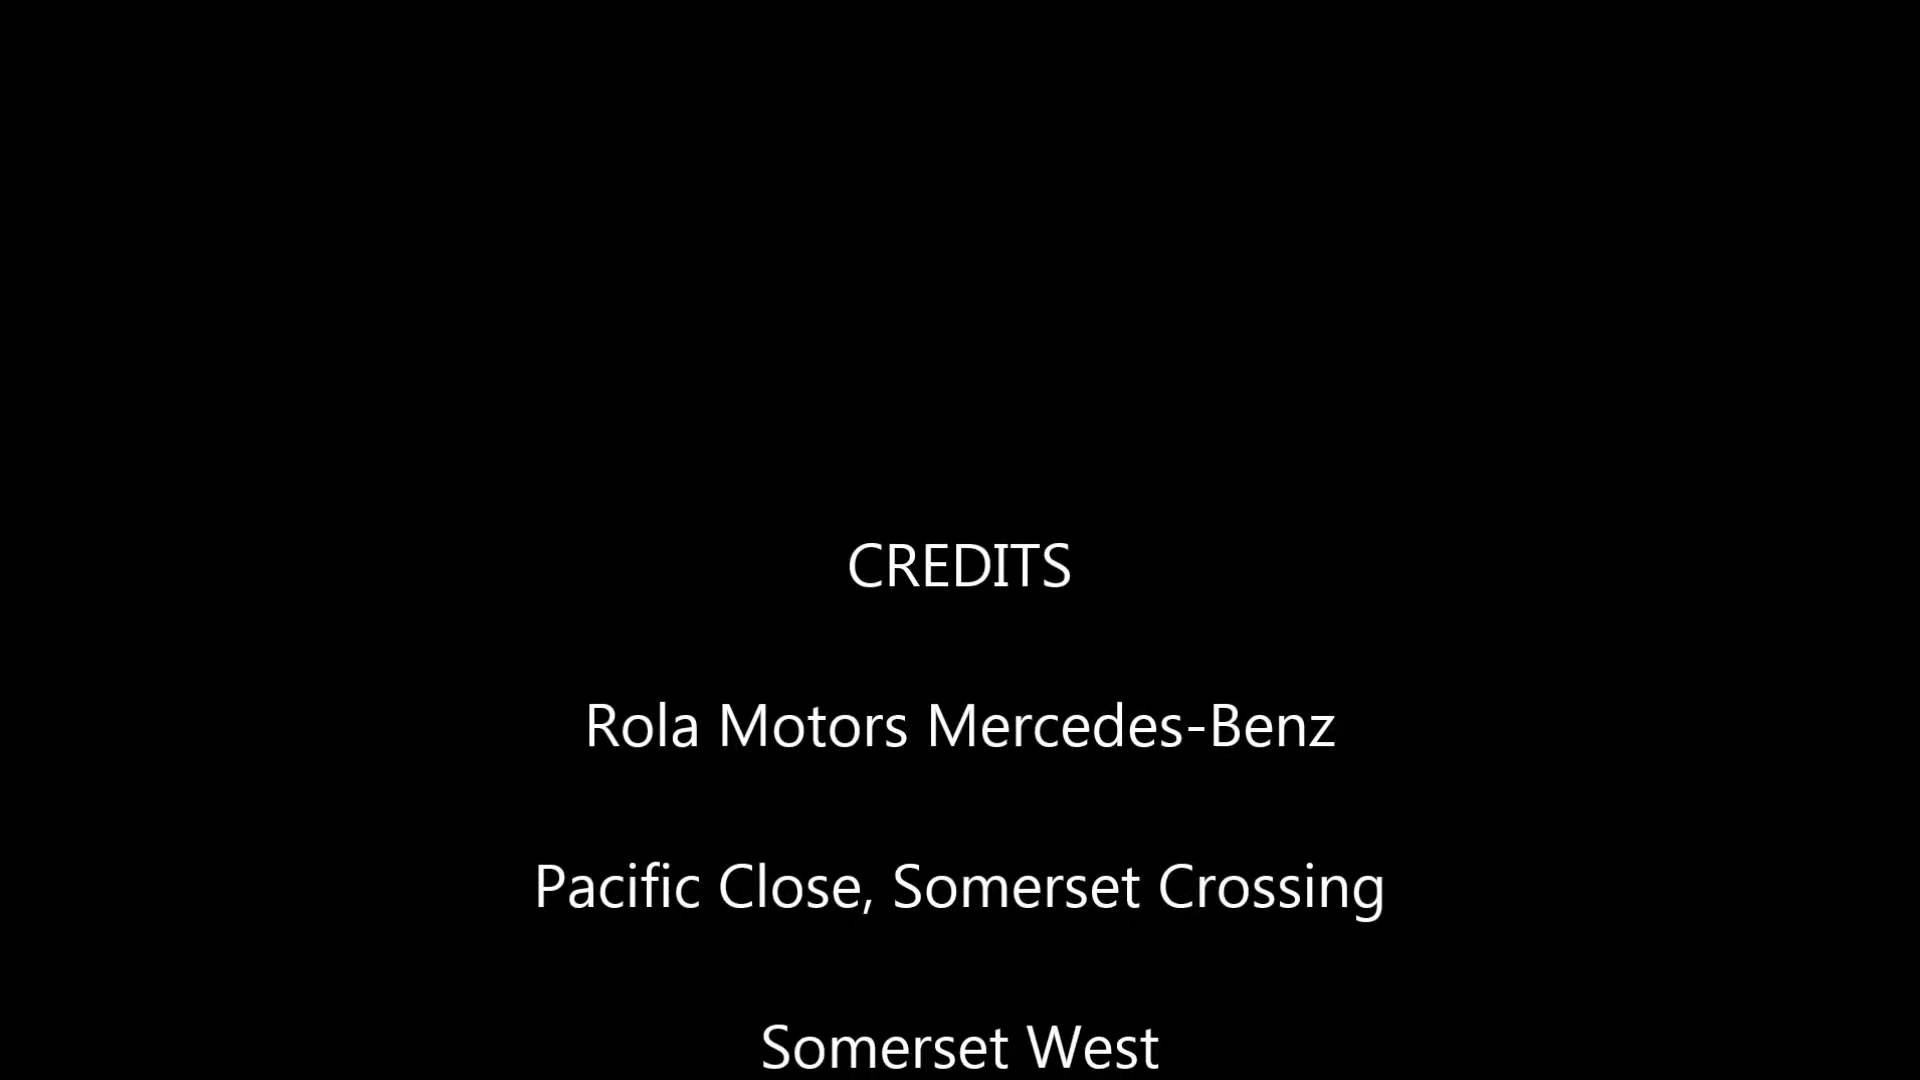 CREDITS
Rola Motors Mercedes-Benz
Pacific Close, Somerset Crossing
Somerset West